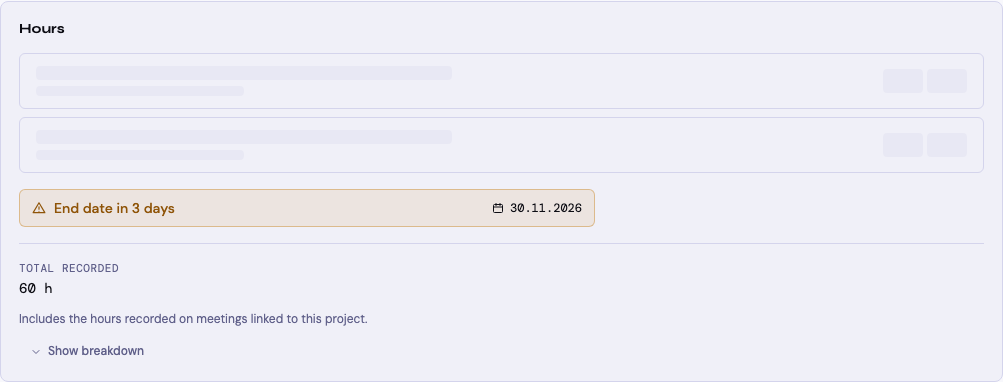 Hours
End date in 3 days 30.11.2026
TOTAL RECORDED
60 h
Includes the hours recorded on meetings linked to this project.
Show breakdown